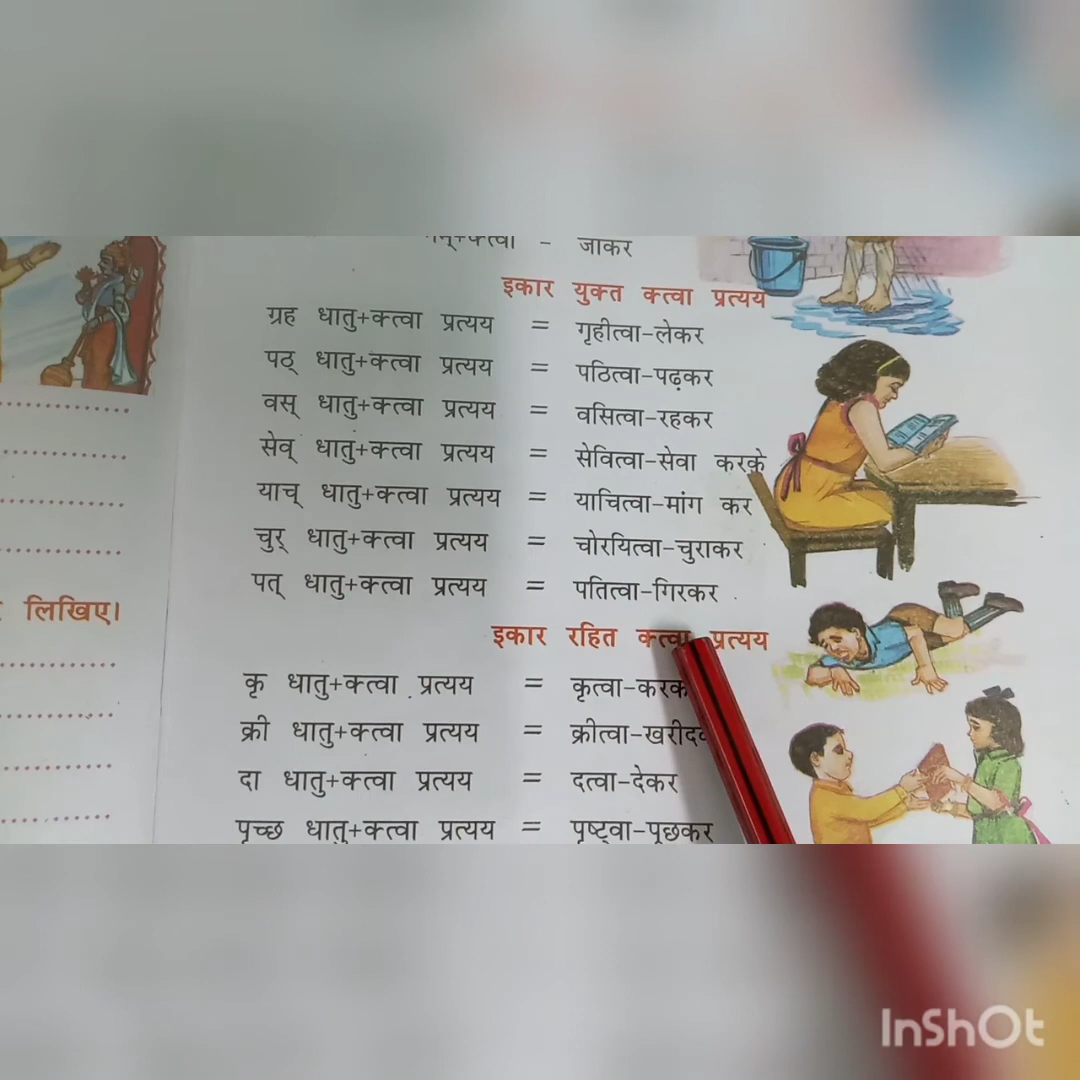 जाकर
इकार युक्त क्त्वा प्रत्यय
ग्रह धातु+क्त्वा प्रत्यय = गृहीत्वा-लेकर
पठ् धातु+क्त्वा प्रत्यय = पठित्वा-पढ़कर
वस् धातु+क्त्वा प्रत्यय = वसित्वा-रहकर
सेव् धातु+क्त्वा प्रत्यय = सेवित्वा-सेवा करके
याच् धातु+क्त्वा प्रत्यय = याचित्वा-मांग कर
चुर् धातु+क्त्वा प्रत्यय = चोरयित्वा-चुराकर
पत् धातु+क्त्वा प्रत्यय = पतित्वा-गिरकर
लिखिए।
इकार रहित क्त्वा प्रत्यय
कृ धातु+क्त्वा प्रत्यय = कृत्वा-करके
क्री धातु+क्त्वा प्रत्यय = क्रीत्वा-
दा धातु+क्त्वा प्रत्यय = दत्वा-देकर
पृच्छ धातु+क्त्वा प्रत्यय = पृष्ट्वा-पूछकर
InShOt